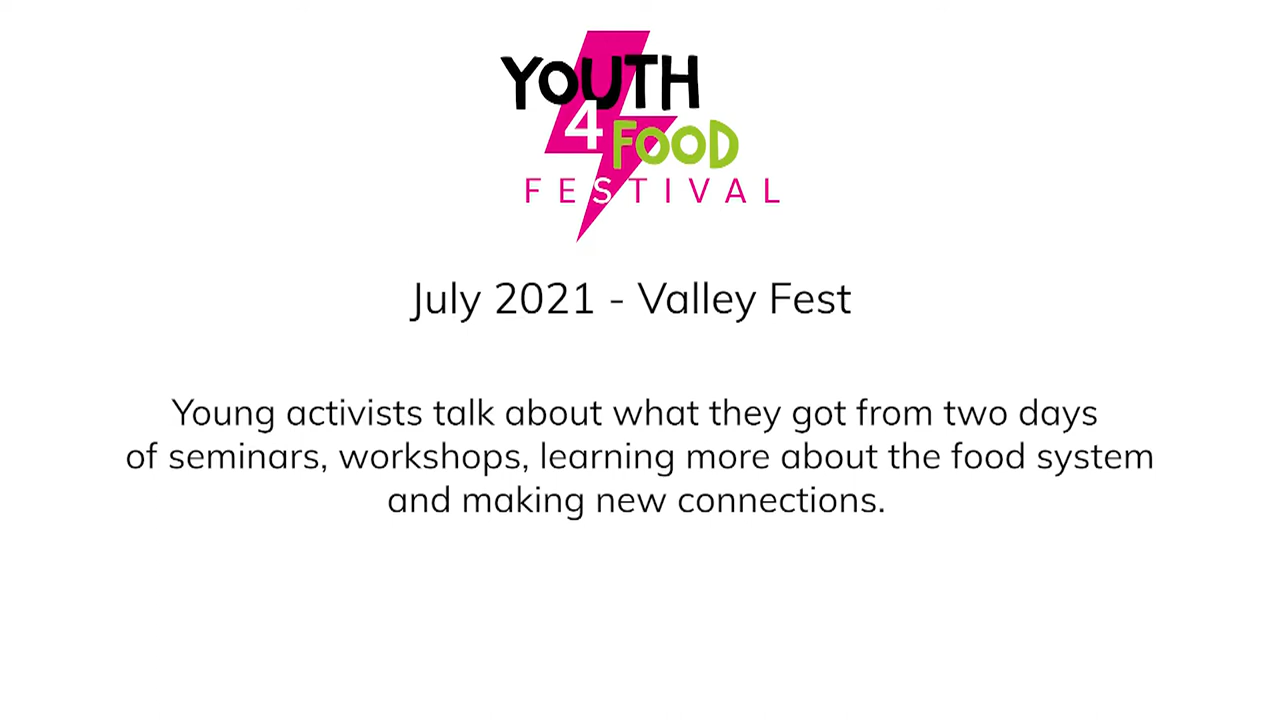 YOUTH
4 FOOD
FESTIVAL
July 2021 - Valley Fest
Young activists talk about what they got from two days
of seminars, workshops, learning more about the food system
and making new connections.